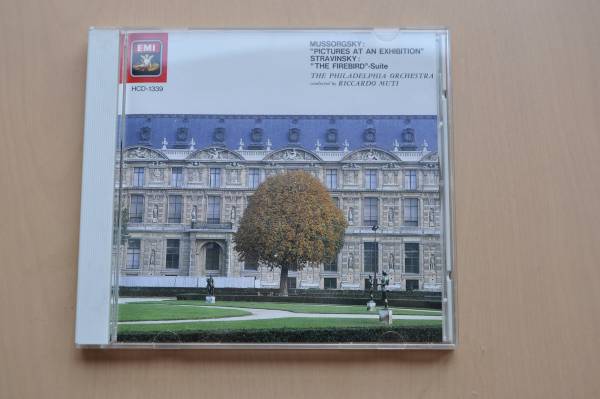 EMI
HCD-1339
MUSSORGSKY:
"PICTURES AT AN EXHIBITION"
STRAVINSKY:
"THE FIREBIRD"-Suite
THE PHILADELPHIA ORCHESTRA
conducted by RICCARDO MUTI